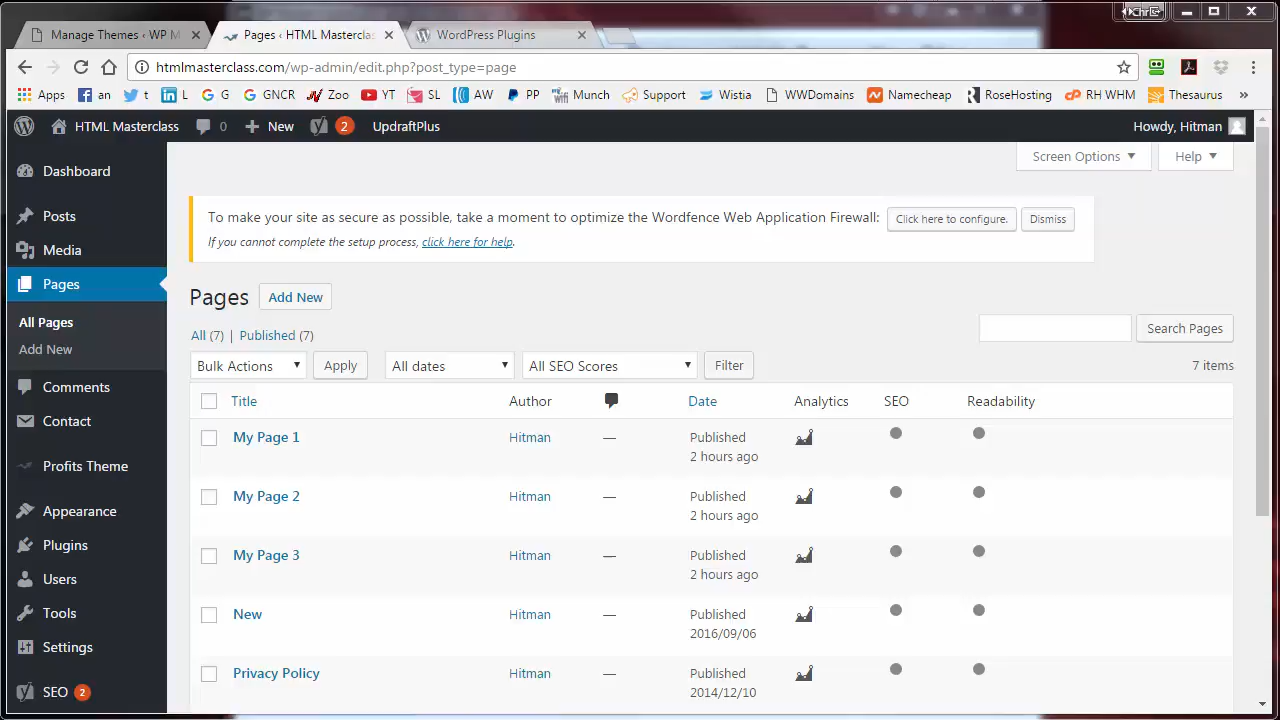 Chris
Manage Themes ‹ WP M
Pages ‹ HTML Masterclas
WordPress Plugins
htmlmasterclass.com/wp-admin/edit.php?post_type=page
Apps an t L G GNCR Zoo YT SL AW PP Munch Support Wistia WWDomains Namecheap RoseHosting RH WHM Thesaurus »
HTML Masterclass 0 New 2 UpdraftPlus Howdy, Hitman
Screen Options Help
Dashboard
Posts
Media
Pages
All Pages
Add New
Comments
Contact
Profits Theme
Appearance
Plugins
Users
Tools
Settings
SEO 2
To make your site as secure as possible, take a moment to optimize the Wordfence Web Application Firewall: Click here to configure. Dismiss
If you cannot complete the setup process, click here for help.
Pages Add New
All (7) | Published (7)
Search Pages
Bulk Actions Apply All dates All SEO Scores Filter 7 items
Title Author Date Analytics SEO Readability
My Page 1 Hitman — Published
2 hours ago
My Page 2 Hitman — Published
2 hours ago
My Page 3 Hitman — Published
2 hours ago
New Hitman — Published
2016/09/06
Privacy Policy Hitman — Published
2014/12/10